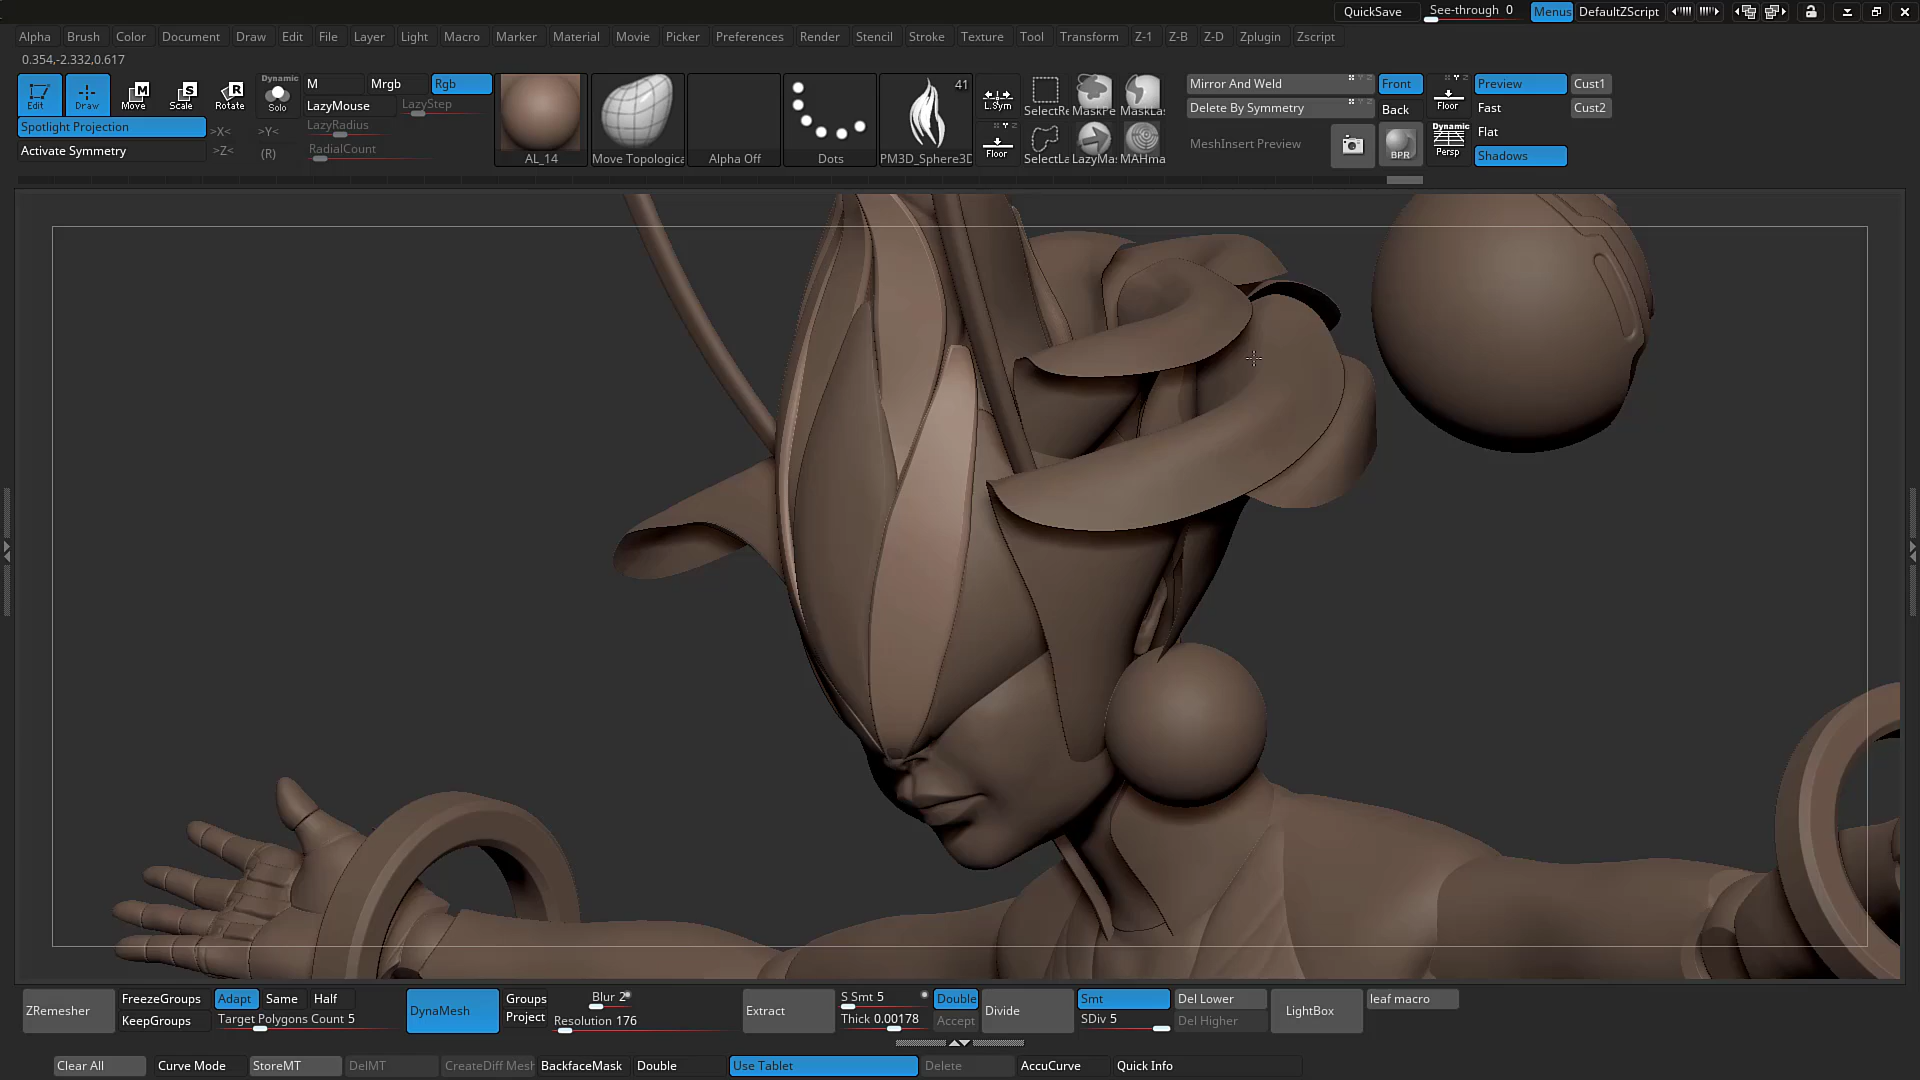 QuickSave See-through 0 Menus DefaultZScript
Alpha Brush Color Document Draw Edit File Layer Light Macro Marker Material Movie Picker Preferences Render Stencil Stroke Texture Tool Transform Z-1 Z-B Z-D Zplugin Zscript
0.354,-2.332,0.617
Edit Draw Move Scale Rotate Dynamic Solo
M Mrgb Rgb
LazyMouse LazyStep
Spotlight Projection >X< >Y< LazyRadius
Activate Symmetry >Z< (R) RadialCount
AL_14 Move Topologica Alpha Off Dots 41 PM3D_Sphere3D
L.Sym SelectRe MaskPe MaskLas
Floor SelectLa LazyMas MAHma
Mirror And Weld Front Floor Preview Cust1
Delete By Symmetry Back Fast Cust2
MeshInsert Preview BPR Dynamic Persp Flat
Shadows
ZRemesher FreezeGroups Adapt Same Half DynaMesh Groups Blur 2 Extract S Smt 5 Double Divide Smt Del Lower LightBox leaf macro
KeepGroups Target Polygons Count 5 Project Resolution 176 Thick 0.00178 Accept SDiv 5 Del Higher
Clear All Curve Mode StoreMT DelMT CreateDiff Mesh BackfaceMask Double Use Tablet Delete AccuCurve Quick Info